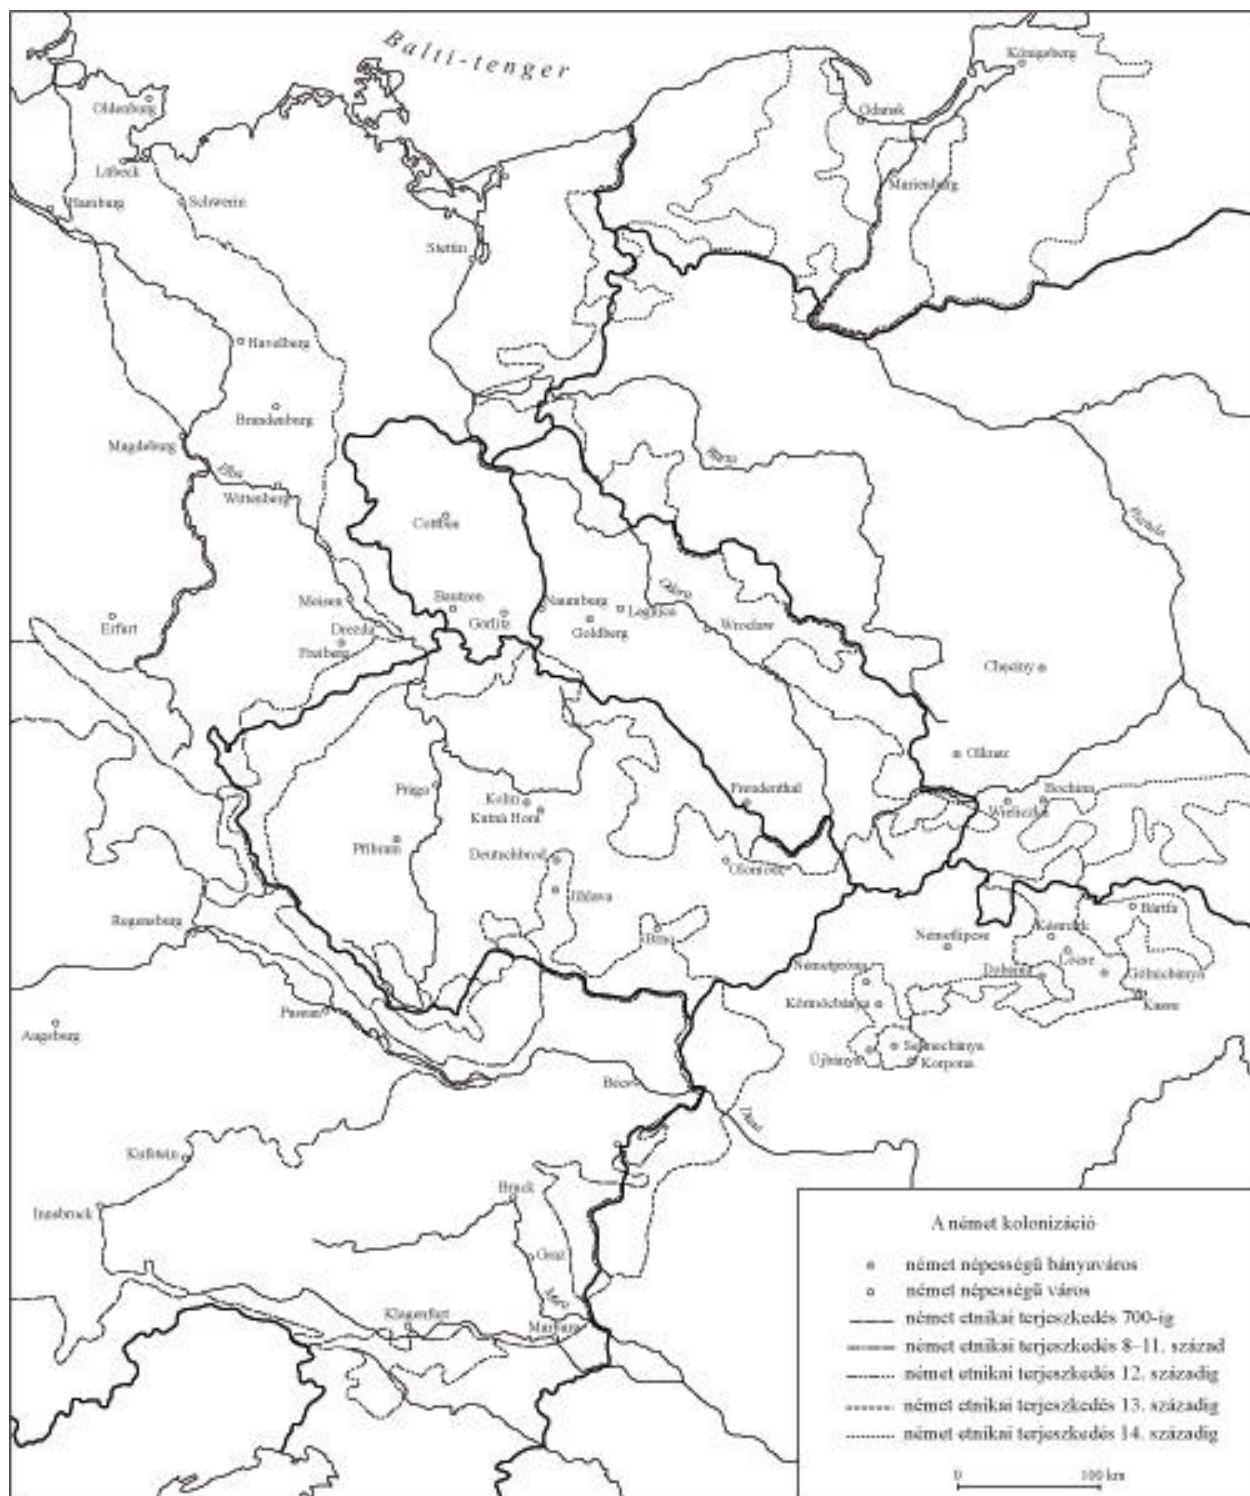 Balti-tenger
Königsberg
Oldenburg
Gdansk
Lübeck
Marienburg
Hamburg
Schwerin
Stettin
Havelberg
Brandenburg
Magdeburg
Warta
Elba
Wittenberg
Cottbus
Meissen
Bautzen
Görlitz
Naumburg
Goldberg
Legnica
Odera
Wrocław
Erfurt
Drezda
Freiberg
Chęciny
Olkusz
Prága
Kolin
Kutná Hora
Freudenthal
Wieliczka
Bochnia
Přibram
Deutschbrod
Olomouc
Jihlava
Regensburg
Brno
Bártfa
Késmárk
Németlipcse
Lőcse
Németpróna
Dobsina
Gölnicbánya
Körmöcbánya
Kassa
Passau
Augsburg
Selmecbánya
Újbánya
Korpona
Bécs
Duna
Kufstein
Bruck
Innsbruck
Graz
Mura
Klagenfurt
Marburg
A német kolonizáció
német népességű bányaváros
német népességű város
német etnikai terjeszkedés 700-ig
német etnikai terjeszkedés 8–11. század
német etnikai terjeszkedés 12. századig
német etnikai terjeszkedés 13. századig
német etnikai terjeszkedés 14. századig
0 100 km